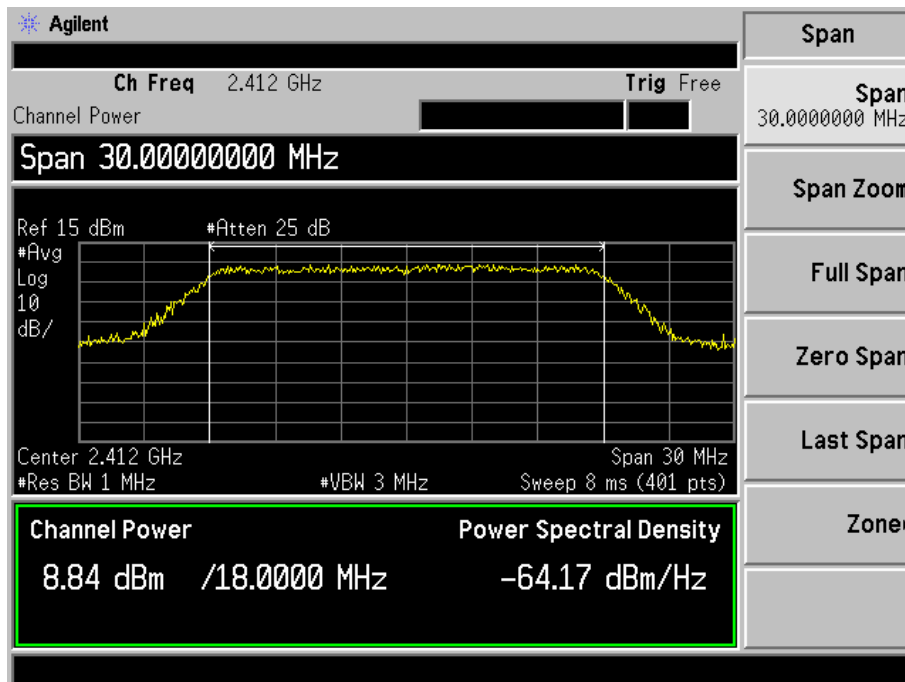 Agilent
Ch Freq 2.412 GHz Trig Free
Channel Power
Span 30.00000000 MHz
Ref 15 dBm #Atten 25 dB
#Avg
Log
10
dB/
Center 2.412 GHz Span 30 MHz
#Res BW 1 MHz #VBW 3 MHz Sweep 8 ms (401 pts)
Channel Power Power Spectral Density
8.84 dBm /18.0000 MHz -64.17 dBm/Hz
Span
Span
30.0000000 MHz
Span Zoom
Full Span
Zero Span
Last Span
Zone